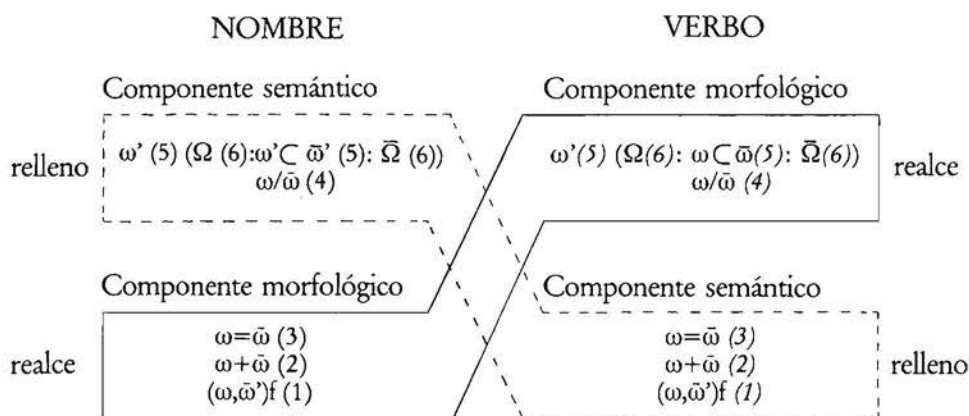 NOMBRE VERBO
Componente semántico Componente morfológico
relleno ω' (5) (Ω (6):ω'⊂ ω̄' (5): Ω̄ (6)) ω'(5) (Ω(6): ω⊂ω̄(5): Ω̄(6)) realce
ω/ω̄ (4) ω/ω̄ (4)
Componente morfológico Componente semántico
ω=ω̄ (3) ω=ω̄ (3)
realce ω+ω̄ (2) ω+ω̄ (2) relleno
(ω,ω̄')f (1) (ω,ω̄')f (1)